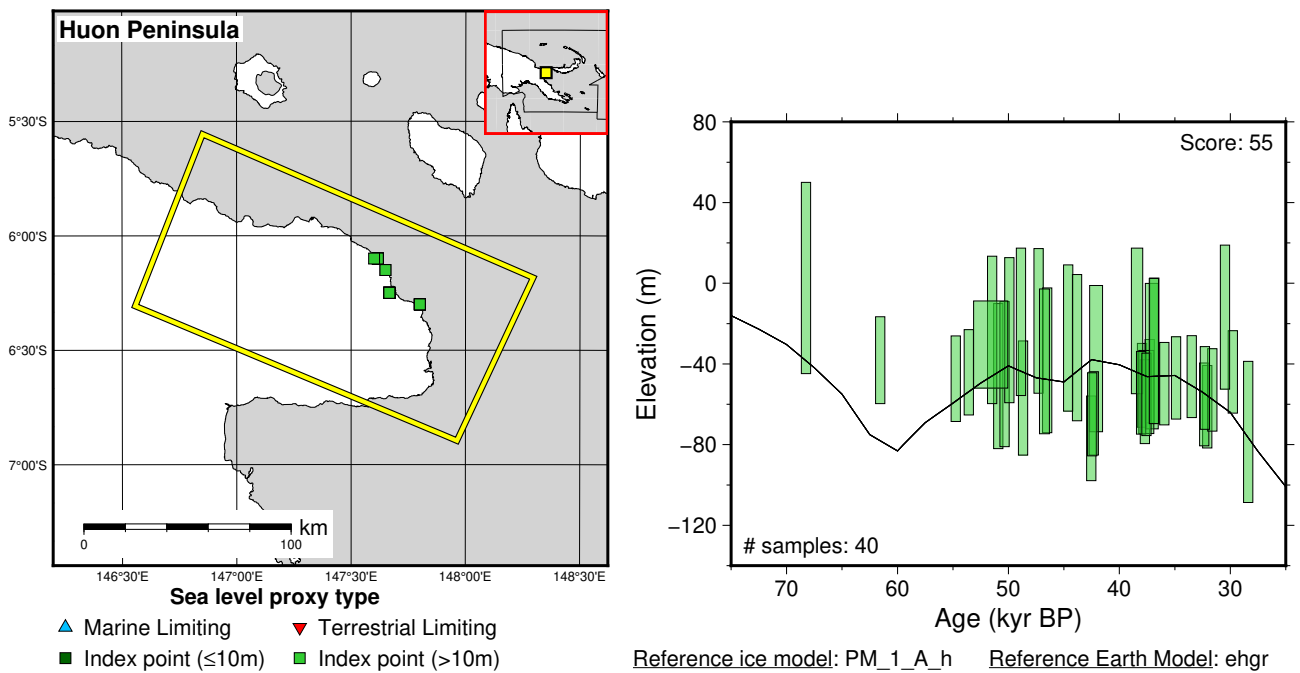 Huon Peninsula
5°30'S
6°00'S
6°30'S
7°00'S
km
0 100
146°30'E 147°00'E 147°30'E 148°00'E 148°30'E
Sea level proxy type
Marine Limiting Terrestrial Limiting
Index point (≤10m) Index point (>10m)
80
40
0
−40
−80
−120
Elevation (m)
Score: 55
# samples: 40
70 60 50 40 30
Age (kyr BP)
Reference ice model: PM_1_A_h Reference Earth Model: ehgr